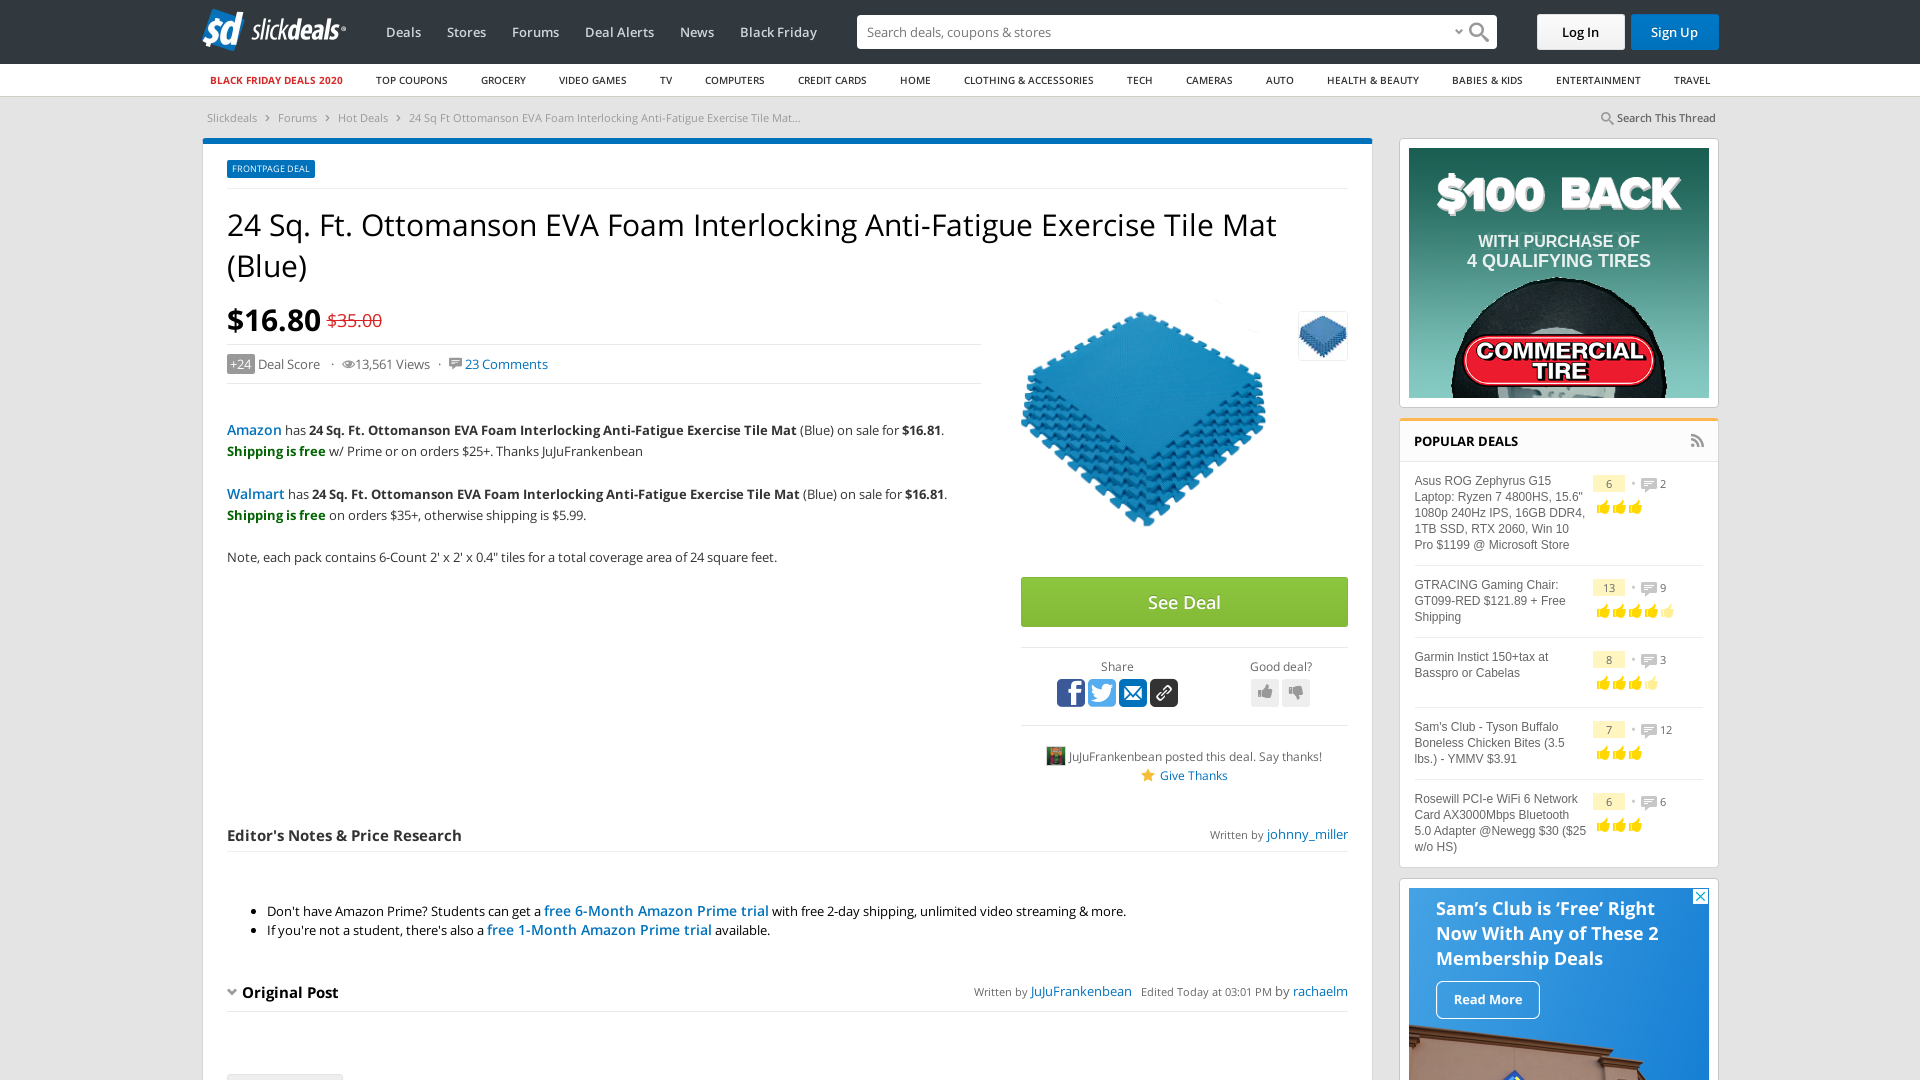 sd slickdeals
Deals
Stores
Forums
Deal Alerts
News
Black Friday
Search deals, coupons & stores
Log In
Sign Up
BLACK FRIDAY DEALS 2020
TOP COUPONS
GROCERY
VIDEO GAMES
TV
COMPUTERS
CREDIT CARDS
HOME
CLOTHING & ACCESSORIES
TECH
CAMERAS
AUTO
HEALTH & BEAUTY
BABIES & KIDS
ENTERTAINMENT
TRAVEL
Slickdeals › Forums › Hot Deals › 24 Sq Ft Ottomanson EVA Foam Interlocking Anti-Fatigue Exercise Tile Mat...
Search This Thread
FRONTPAGE DEAL
24 Sq. Ft. Ottomanson EVA Foam Interlocking Anti-Fatigue Exercise Tile Mat
(Blue)
$16.80 $35.00
+24 Deal Score · 13,561 Views · 23 Comments
Amazon has 24 Sq. Ft. Ottomanson EVA Foam Interlocking Anti-Fatigue Exercise Tile Mat (Blue) on sale for $16.81.
Shipping is free w/ Prime or on orders $25+. Thanks JuJuFrankenbean
Walmart has 24 Sq. Ft. Ottomanson EVA Foam Interlocking Anti-Fatigue Exercise Tile Mat (Blue) on sale for $16.81.
Shipping is free on orders $35+, otherwise shipping is $5.99.
Note, each pack contains 6-Count 2' x 2' x 0.4" tiles for a total coverage area of 24 square feet.
See Deal
Share
Good deal?
JuJuFrankenbean posted this deal. Say thanks!
Give Thanks
Editor's Notes & Price Research
Written by johnny_miller
• Don't have Amazon Prime? Students can get a free 6-Month Amazon Prime trial with free 2-day shipping, unlimited video streaming & more.
• If you're not a student, there's also a free 1-Month Amazon Prime trial available.
Original Post
Written by JuJuFrankenbean Edited Today at 03:01 PM by rachaelm
$100 BACK
WITH PURCHASE OF
4 QUALIFYING TIRES
COMMERCIAL
TIRE
POPULAR DEALS
Asus ROG Zephyrus G15
Laptop: Ryzen 7 4800HS, 15.6"
1080p 240Hz IPS, 16GB DDR4,
1TB SSD, RTX 2060, Win 10
Pro $1199 @ Microsoft Store
6 • 2
GTRACING Gaming Chair:
GT099-RED $121.89 + Free
Shipping
13 • 9
Garmin Instict 150+tax at
Basspro or Cabelas
8 • 3
Sam's Club - Tyson Buffalo
Boneless Chicken Bites (3.5
lbs.) - YMMV $3.91
7 • 12
Rosewill PCI-e WiFi 6 Network
Card AX3000Mbps Bluetooth
5.0 Adapter @Newegg $30 ($25
w/o HS)
6 • 6
Sam's Club is ‘Free’ Right
Now With Any of These 2
Membership Deals
Read More